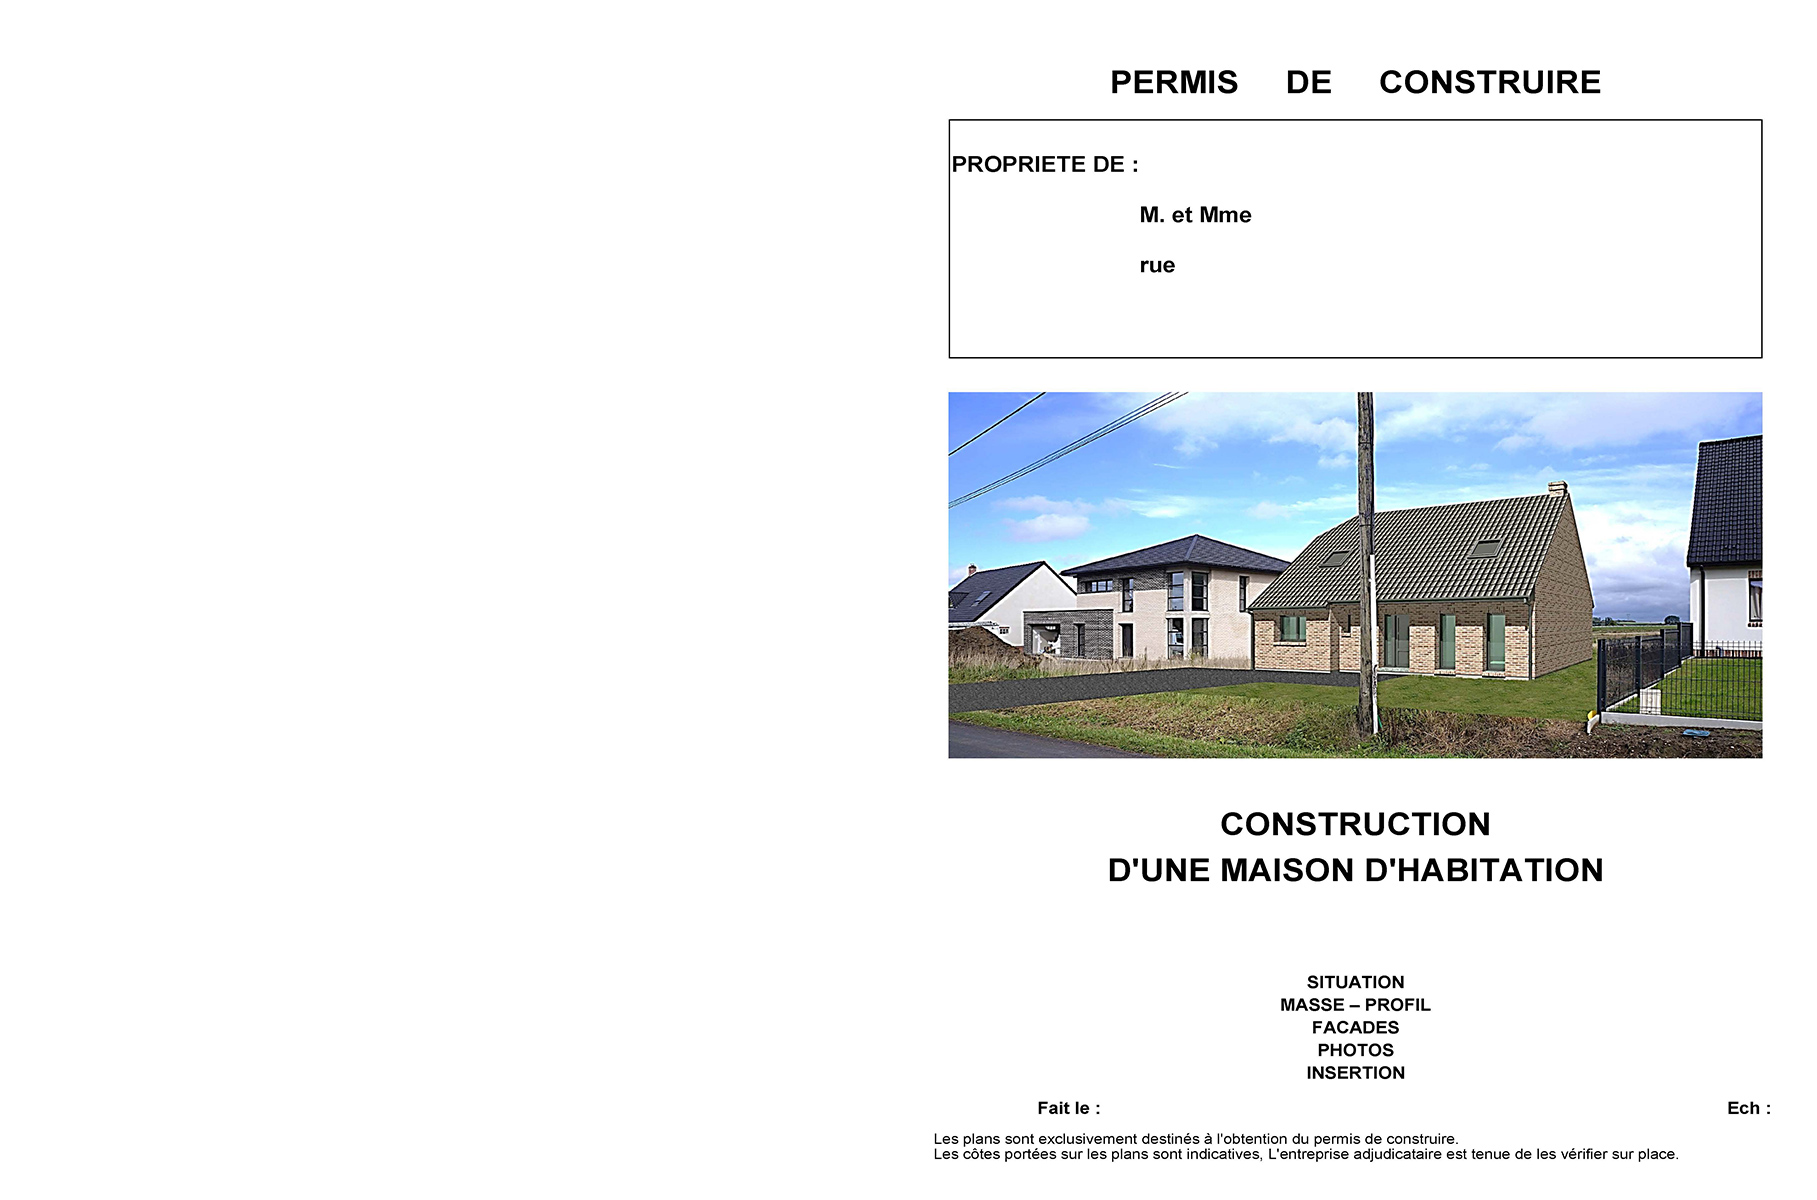 PERMIS DE CONSTRUIRE
PROPRIETE DE :
M. et Mme
rue
CONSTRUCTION
D'UNE MAISON D'HABITATION
SITUATION
MASSE – PROFIL
FACADES
PHOTOS
INSERTION
Fait le :
Ech :
Les plans sont exclusivement destinés à l'obtention du permis de construire.
Les côtes portées sur les plans sont indicatives, L'entreprise adjudicataire est tenue de les vérifier sur place.